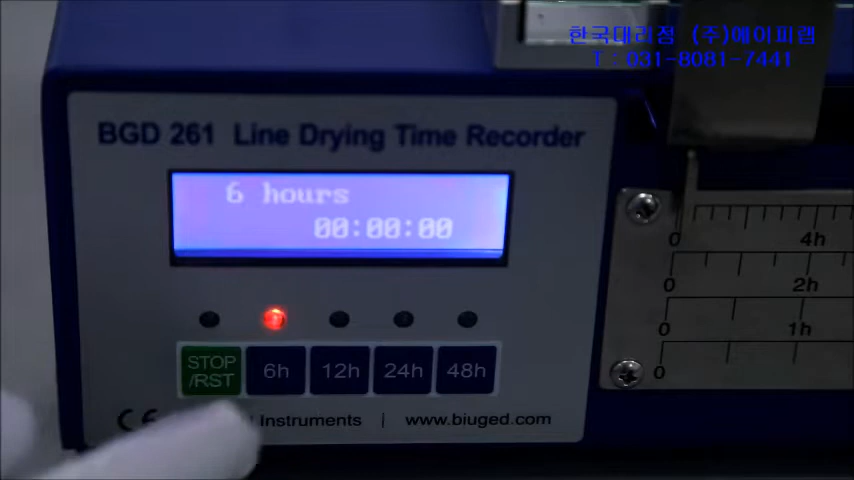 한국대리점 (주)에이피랩
T : 031-8081-7441
BGD 261 Line Drying Time Recorder
6 hours
00:00:00
0 4h
0 2h
0 1h
0
STOP
/RST 6h 12h 24h 48h
CE Instruments | www.biuged.com